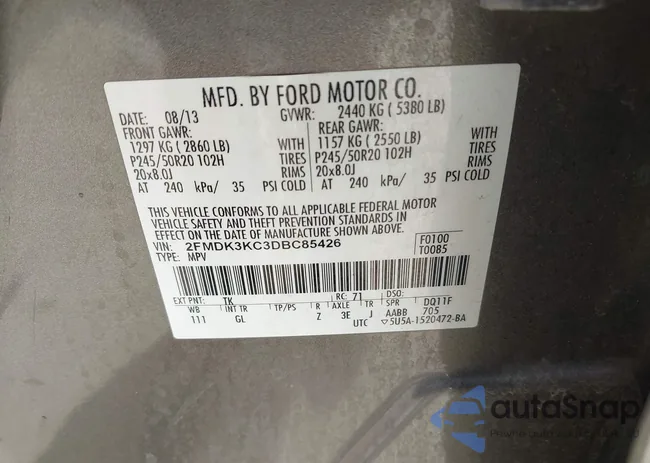 MFD. BY FORD MOTOR CO.
DATE: 08/13 GVWR: 2440 KG ( 5380 LB)
FRONT GAWR: REAR GAWR:
1297 KG ( 2860 LB) WITH 1157 KG ( 2550 LB) WITH
P245/50R20 102H TIRES P245/50R20 102H TIRES
20x8.0J RIMS 20x8.0J RIMS
AT 240 kPa/ 35 PSI COLD AT 240 kPa/ 35 PSI COLD
THIS VEHICLE CONFORMS TO ALL APPLICABLE FEDERAL MOTOR
VEHICLE SAFETY AND THEFT PREVENTION STANDARDS IN
EFFECT ON THE DATE OF MANUFACTURE SHOWN ABOVE.
VIN: 2FMDK3KC3DBC85426 F0100
TYPE: MPV T0085
EXT PNT: TK RC: 71 DSO:
WB INT TR TP/PS R AXLE TR SPR DQ11F
111 GL Z 3E J AABB 705
UTC ▽5U5A-1520472-BA
autoSnap